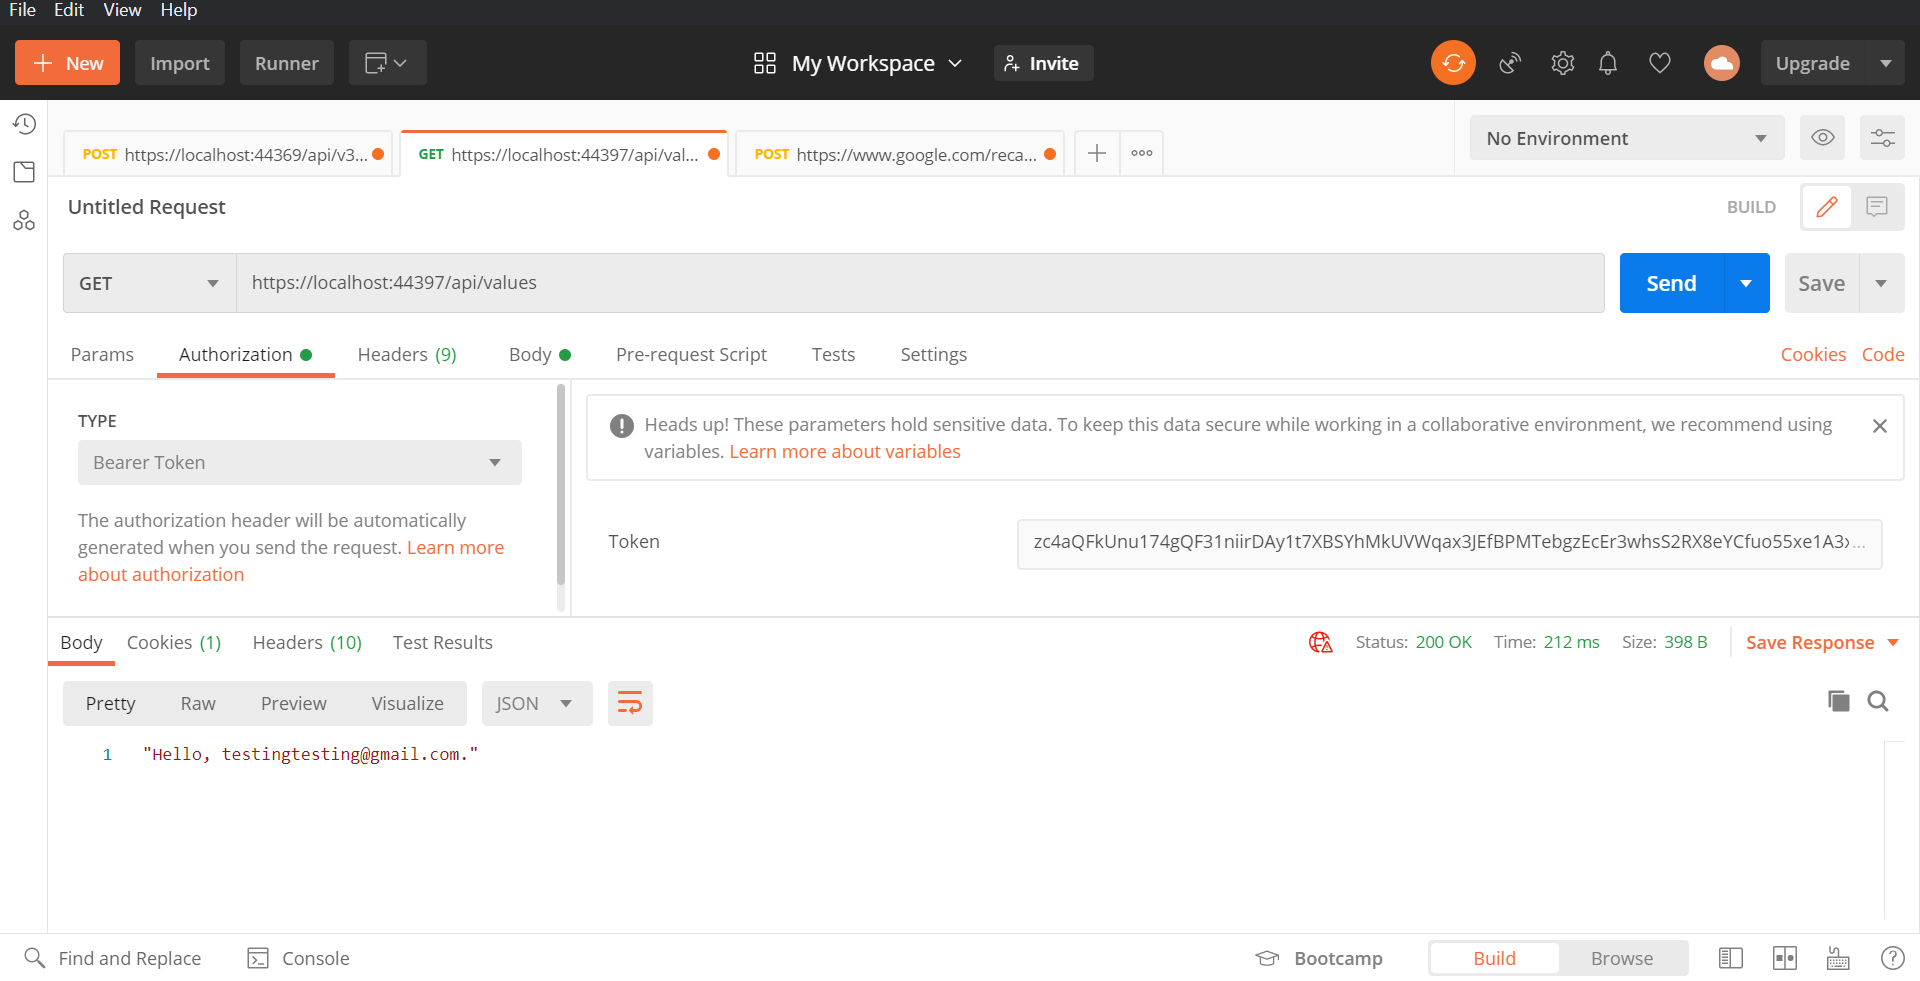 File Edit View Help
New Import Runner My Workspace Invite Upgrade
POST https://localhost:44369/api/v3... GET https://localhost:44397/api/val... POST https://www.google.com/reca... No Environment
Untitled Request BUILD
GET https://localhost:44397/api/values Send Save
Params Authorization Headers (9) Body Pre-request Script Tests Settings Cookies Code
TYPE
Bearer Token
The authorization header will be automatically
generated when you send the request. Learn more
about authorization
Heads up! These parameters hold sensitive data. To keep this data secure while working in a collaborative environment, we recommend using
variables. Learn more about variables
Token zc4aQFkUnu174gQF31niirDAy1t7XBSYhMkUVWqax3JEfBPMTebgzEcEr3whsS2RX8eYCfuo55xe1A3x...
Body Cookies (1) Headers (10) Test Results Status: 200 OK Time: 212 ms Size: 398 B Save Response
Pretty Raw Preview Visualize JSON
1 "Hello, testingtesting@gmail.com."
Find and Replace Console Bootcamp Build Browse